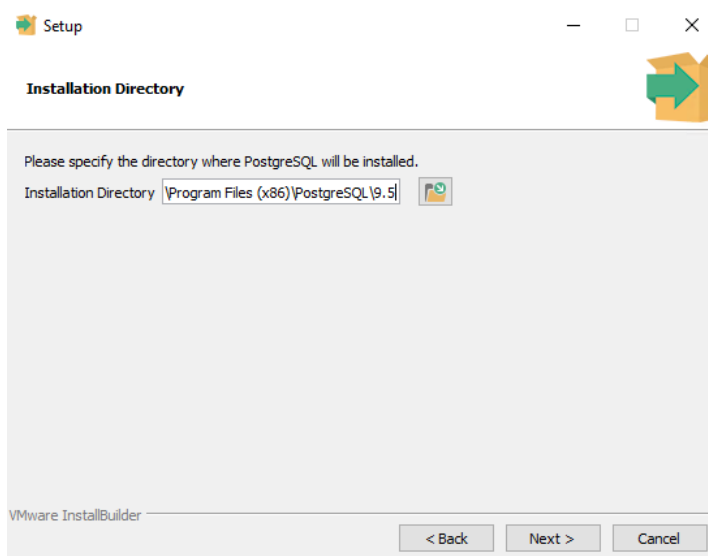 Setup
Installation Directory
Please specify the directory where PostgreSQL will be installed.
Installation Directory \Program Files (x86)\PostgreSQL\9.5
VMware InstallBuilder
< Back Next > Cancel